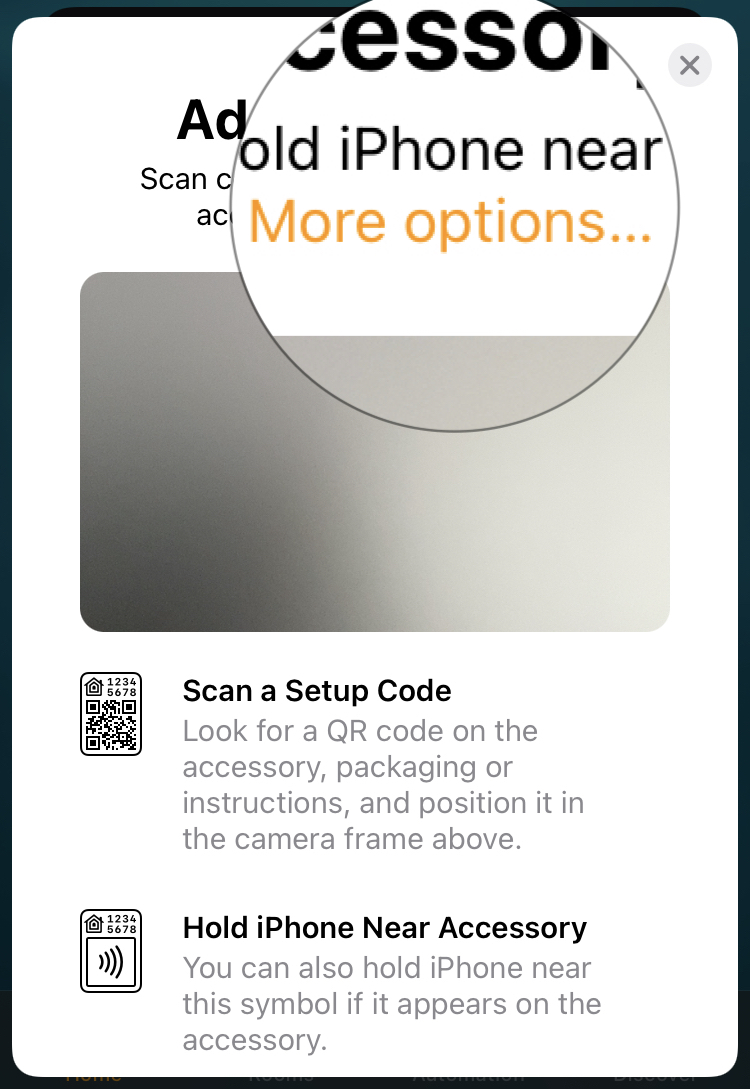 cessor
Ad
old iPhone near
Scan c
More options...
ac
1234
5678
Scan a Setup Code
Look for a QR code on the
accessory, packaging or
instructions, and position it in
the camera frame above.
1234
5678
Hold iPhone Near Accessory
You can also hold iPhone near
this symbol if it appears on the
accessory.
Home Rooms Automation Discover